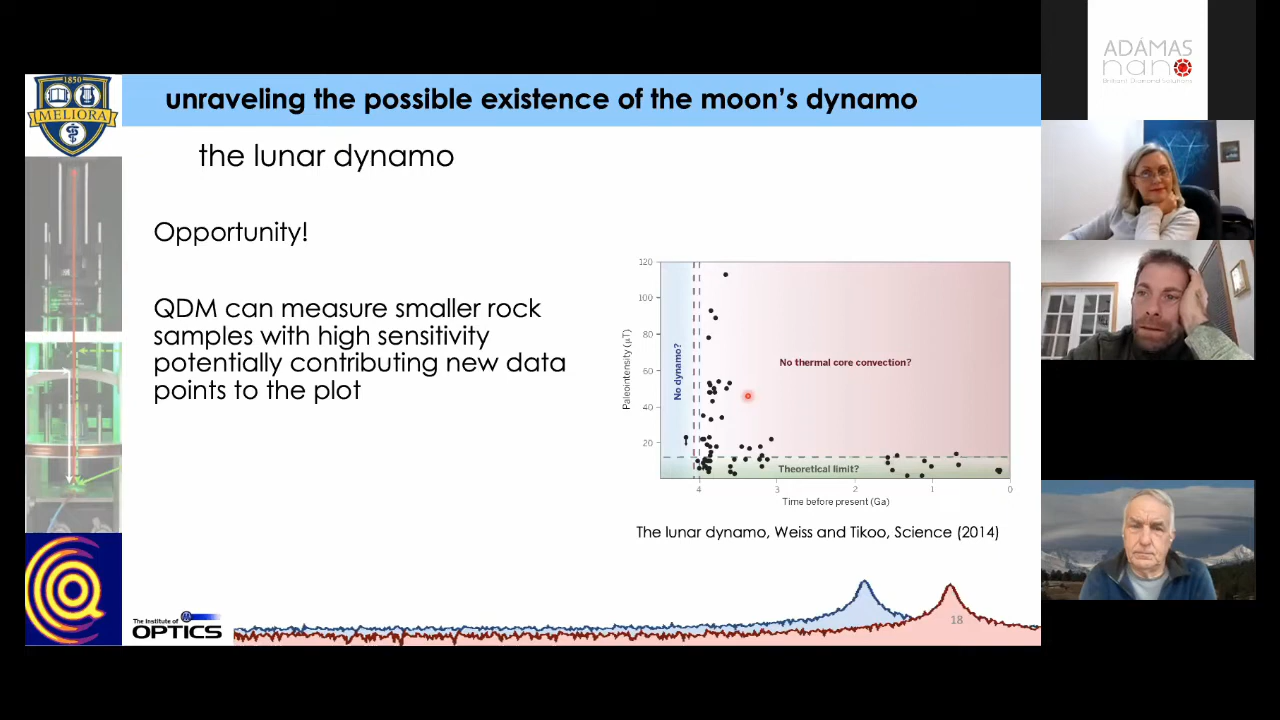 1850
MELIORA
unraveling the possible existence of the moon's dynamo
the lunar dynamo
Opportunity!
QDM can measure smaller rock
samples with high sensitivity
potentially contributing new data
points to the plot
120
100
80
60
40
20
Paleointensity (μT)
No dynamo?
No thermal core convection?
Theoretical limit?
4
3
2
1
0
Time before present (Ga)
The lunar dynamo, Weiss and Tikoo, Science (2014)
The Institute of
OPTICS
18
ADÁMAS
nano
Brilliant Diamond Solutions